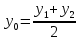 y₀ = (y₁ + y₂)/2